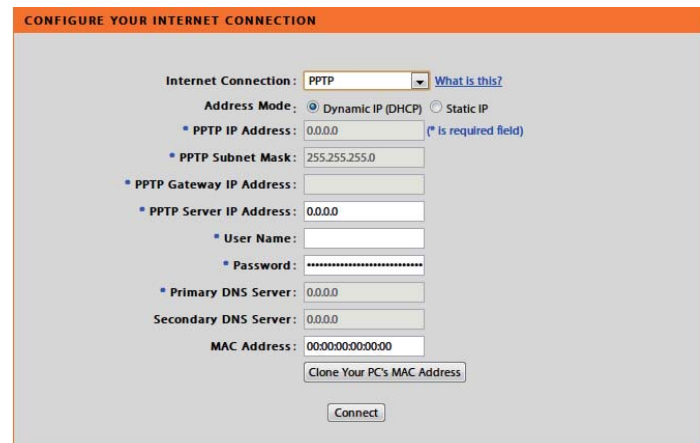 CONFIGURE YOUR INTERNET CONNECTION
Internet Connection : PPTP What is this?
Address Mode : Dynamic IP (DHCP) Static IP
* PPTP IP Address : 0.0.0.0 (* is required field)
* PPTP Subnet Mask : 255.255.255.0
* PPTP Gateway IP Address :
* PPTP Server IP Address : 0.0.0.0
* User Name :
* Password : ••••••••••••••••••••••••••••
* Primary DNS Server : 0.0.0.0
Secondary DNS Server : 0.0.0.0
MAC Address : 00:00:00:00:00:00
Clone Your PC's MAC Address
Connect